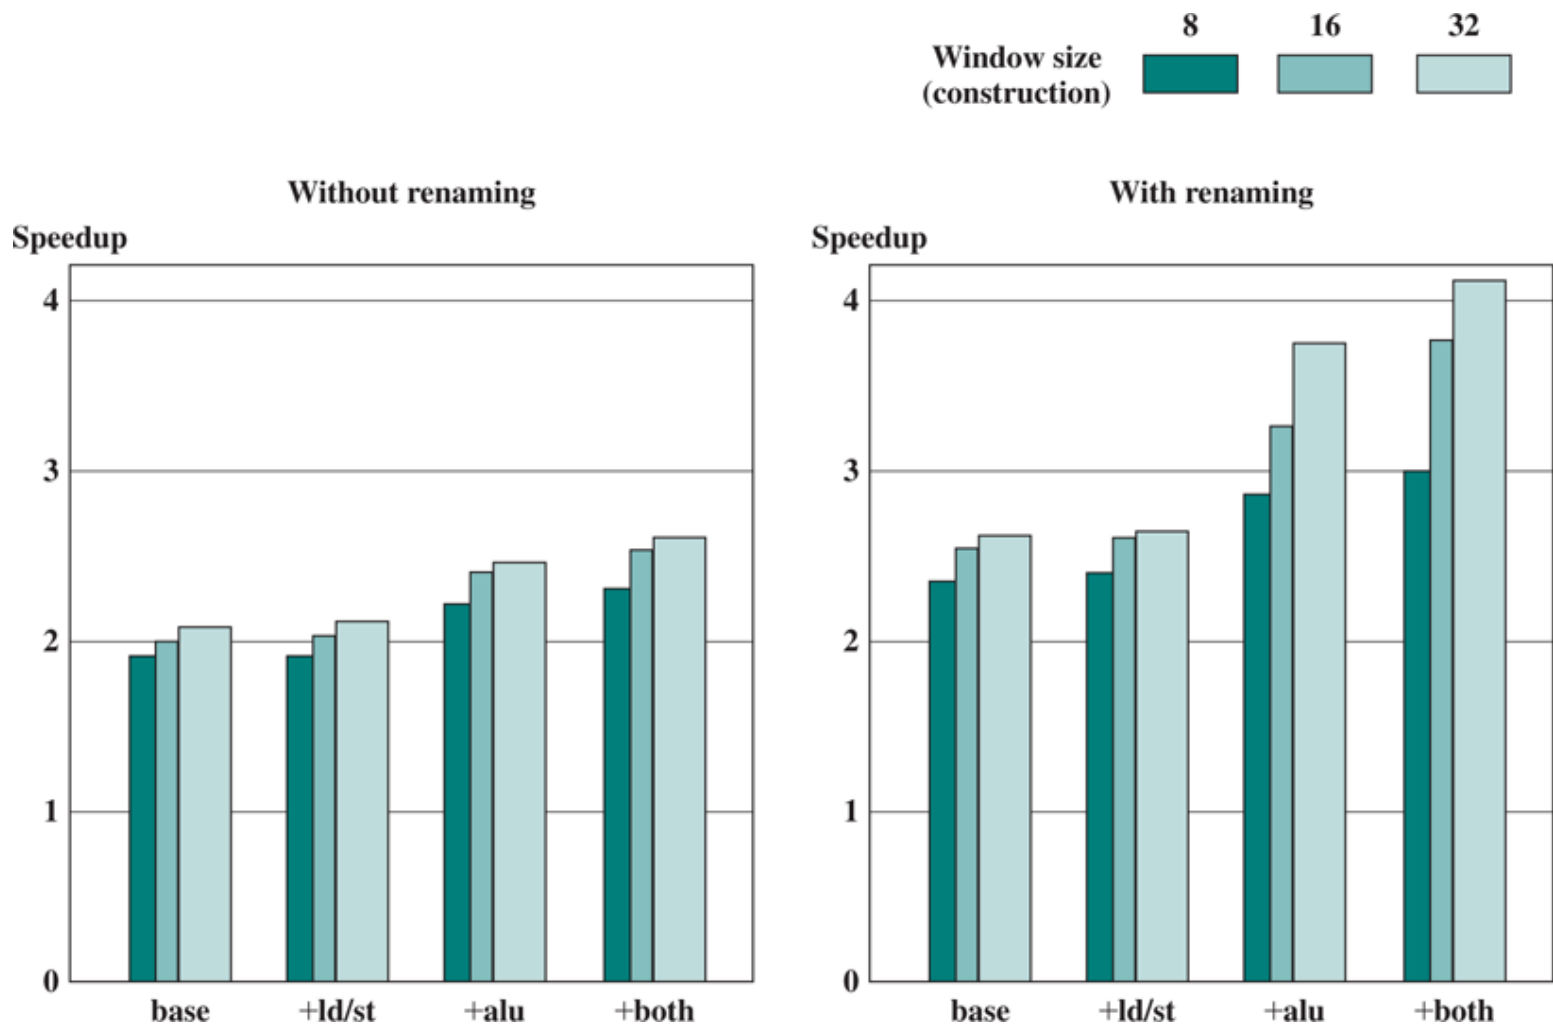 8 16 32
Window size
(construction)
Without renaming
Speedup
4
3
2
1
0
base +ld/st +alu +both
With renaming
Speedup
4
3
2
1
0
base +ld/st +alu +both